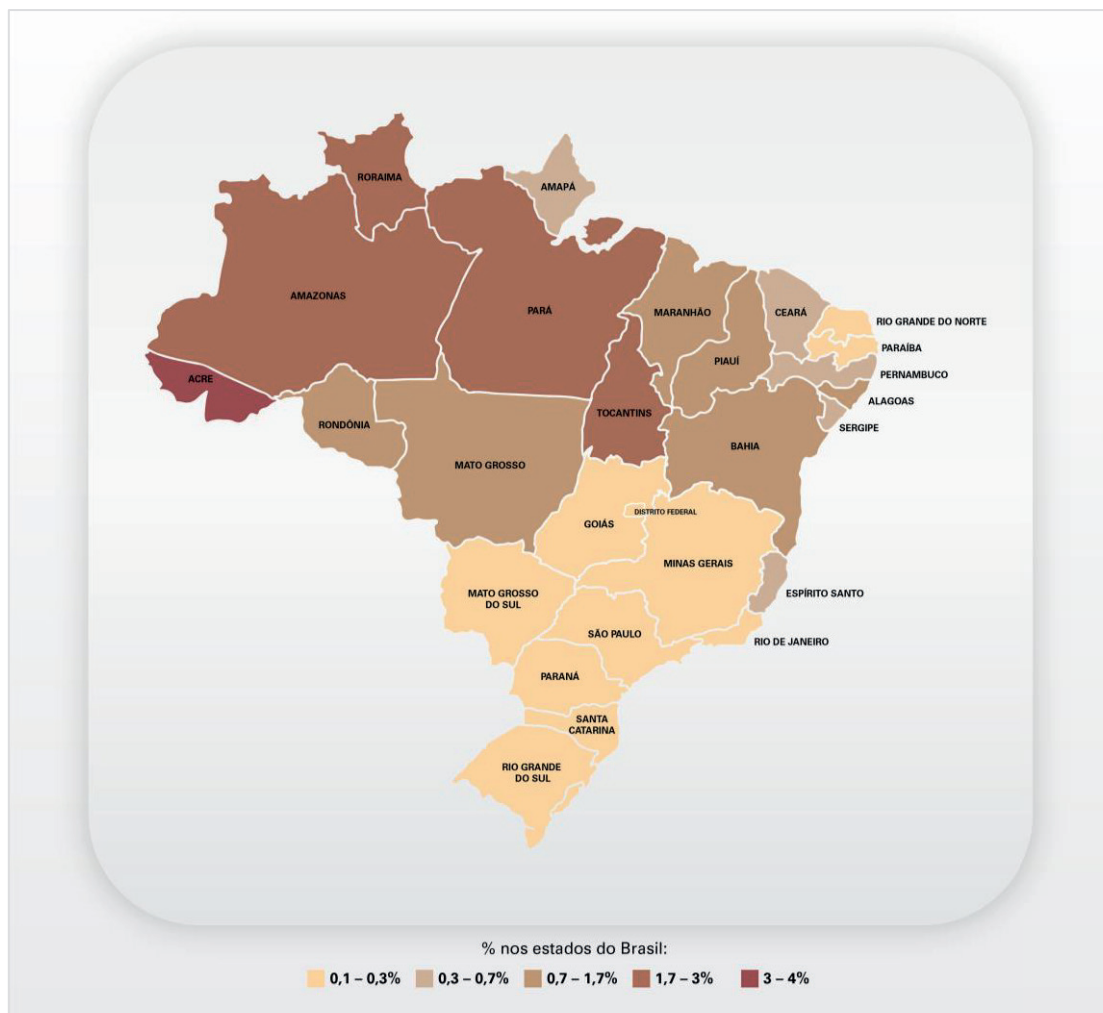 RORAIMA
AMAPÁ
AMAZONAS
PARÁ
MARANHÃO
CEARÁ
RIO GRANDE DO NORTE
PARAÍBA
PIAUÍ
PERNAMBUCO
ACRE
ALAGOAS
TOCANTINS
SERGIPE
RONDÔNIA
BAHIA
MATO GROSSO
DISTRITO FEDERAL
GOIÁS
MINAS GERAIS
MATO GROSSO
DO SUL
ESPÍRITO SANTO
SÃO PAULO
RIO DE JANEIRO
PARANÁ
SANTA
CATARINA
RIO GRANDE
DO SUL
% nos estados do Brasil:
0,1 – 0,3% 0,3 – 0,7% 0,7 – 1,7% 1,7 – 3% 3 – 4%